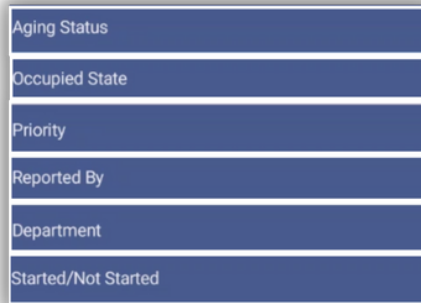 Aging Status
Occupied State
Priority
Reported By
Department
Started/Not Started